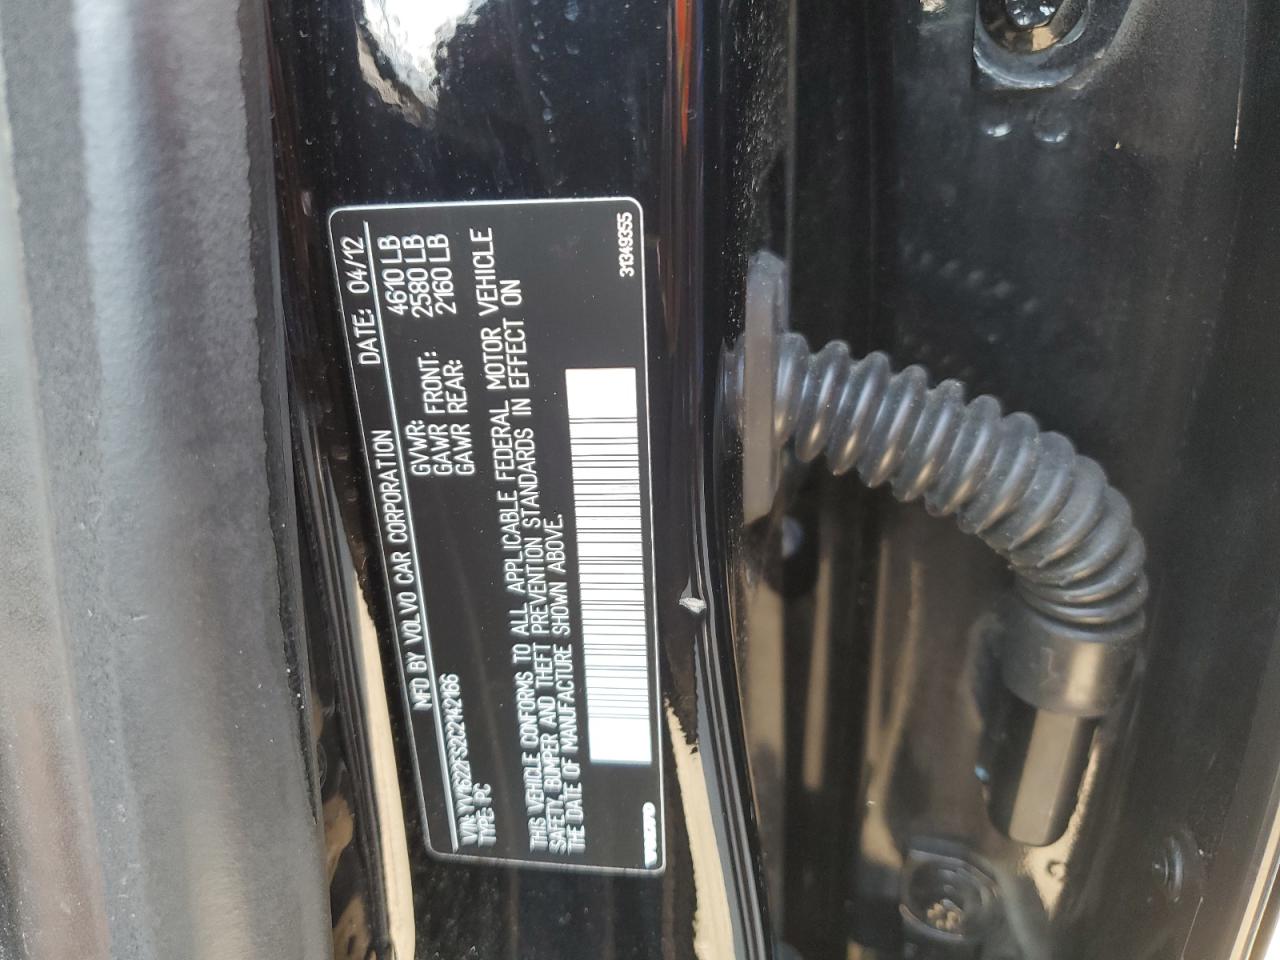 MFD BY VOLVO CAR CORPORATION DATE: 04/12
GVWR: 4610 LB
GAWR FRONT: 2580 LB
GAWR REAR: 2160 LB
VIN: YV1622FS2C2142166
TYPE: PC
THIS VEHICLE CONFORMS TO ALL APPLICABLE FEDERAL MOTOR VEHICLE
SAFETY, BUMPER AND THEFT PREVENTION STANDARDS IN EFFECT ON
THE DATE OF MANUFACTURE SHOWN ABOVE.
VOLVO
31349355